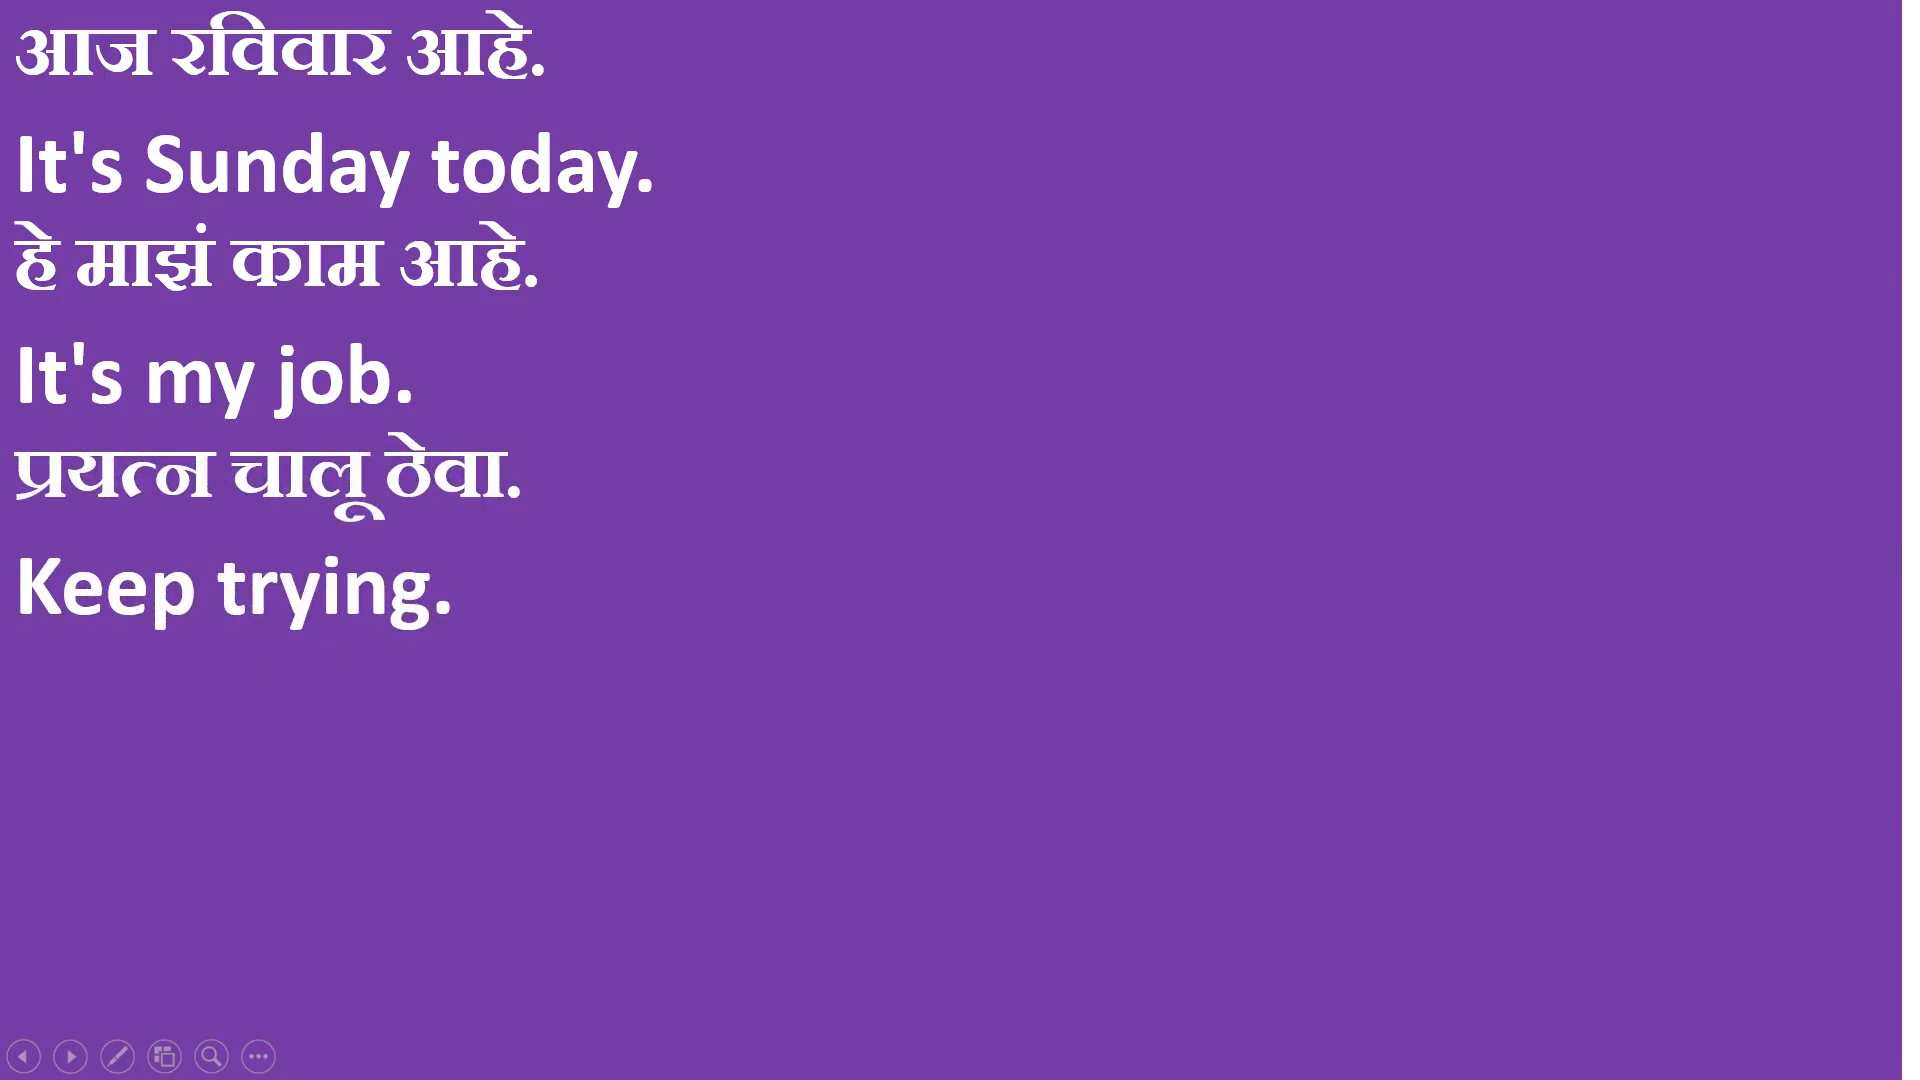 आज रविवार आहे.
It's Sunday today.
हे माझं काम आहे.
It's my job.
प्रयत्न चालू ठेवा.
Keep trying.